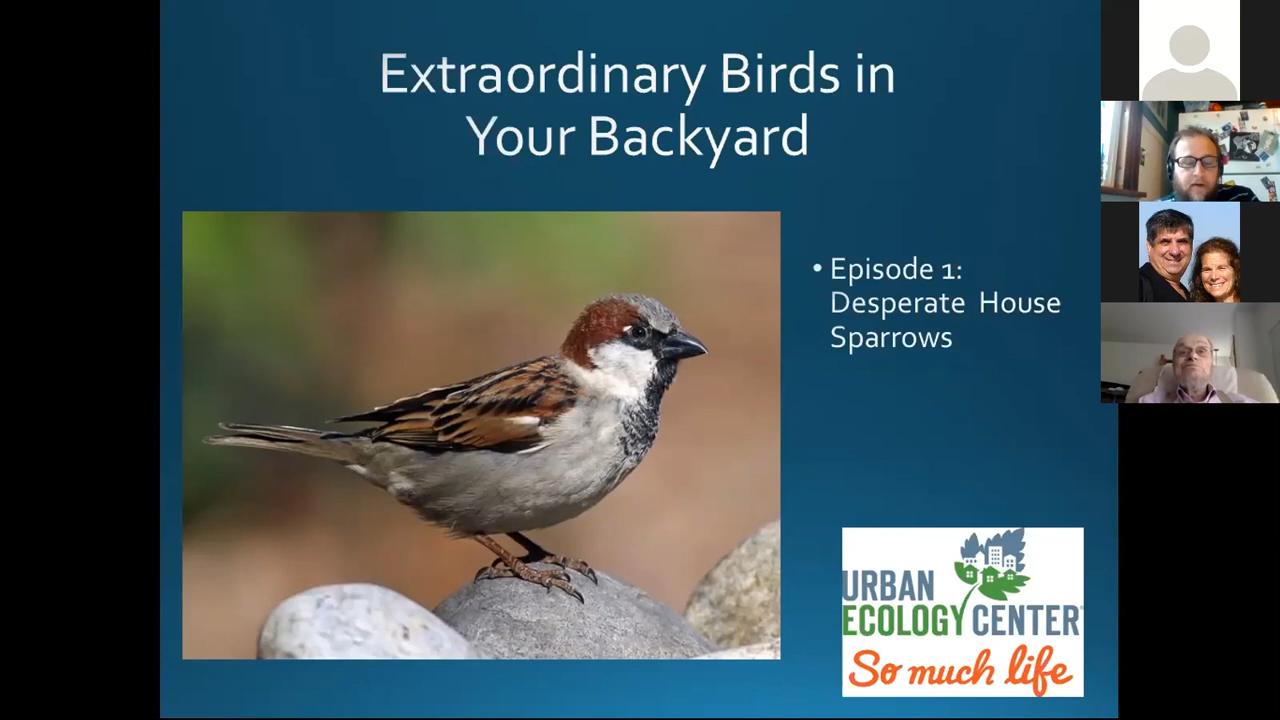 Extraordinary Birds in
Your Backyard
• Episode 1:
Desperate House
Sparrows
URBAN
ECOLOGY CENTER
So much life